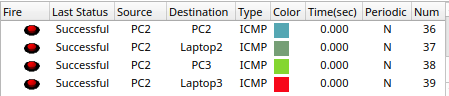 Fire Last Status Source Destination Type Color Time(sec) Periodic Num
Successful PC2 PC2 ICMP 0.000 N 36
Successful PC2 Laptop2 ICMP 0.000 N 37
Successful PC2 PC3 ICMP 0.000 N 38
Successful PC2 Laptop3 ICMP 0.000 N 39